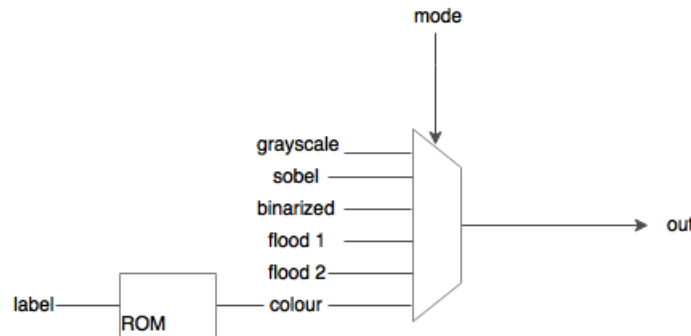 mode
grayscale
sobel
binarized
flood 1
flood 2
label
ROM
colour
out